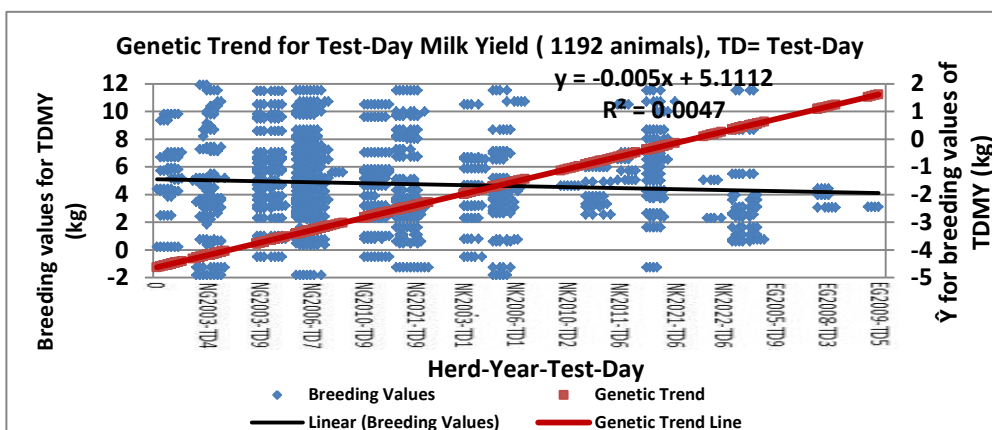 Genetic Trend for Test-Day Milk Yield ( 1192 animals), TD= Test-Day
y = -0.005x + 5.1112
R² = 0.0047
Breeding values for TDMY
(kg)
12
10
8
6
4
2
0
-2
2
1
0
-1
-2
-3
-4
-5
Ŷ for breeding values of
TDMY (kg)
0
NG2003-TD4
NG2003-TD9
NG2006-TD7
NG2010-TD9
NG2021-TD9
NK2003-TD1
NK2006-TD1
NK2010-TD2
NK2011-TD6
NK2021-TD6
NK2022-TD6
EG2005-TD9
EG2008-TD3
EG2009-TD5
Herd-Year-Test-Day
Breeding Values
Genetic Trend
Linear (Breeding Values)
Genetic Trend Line